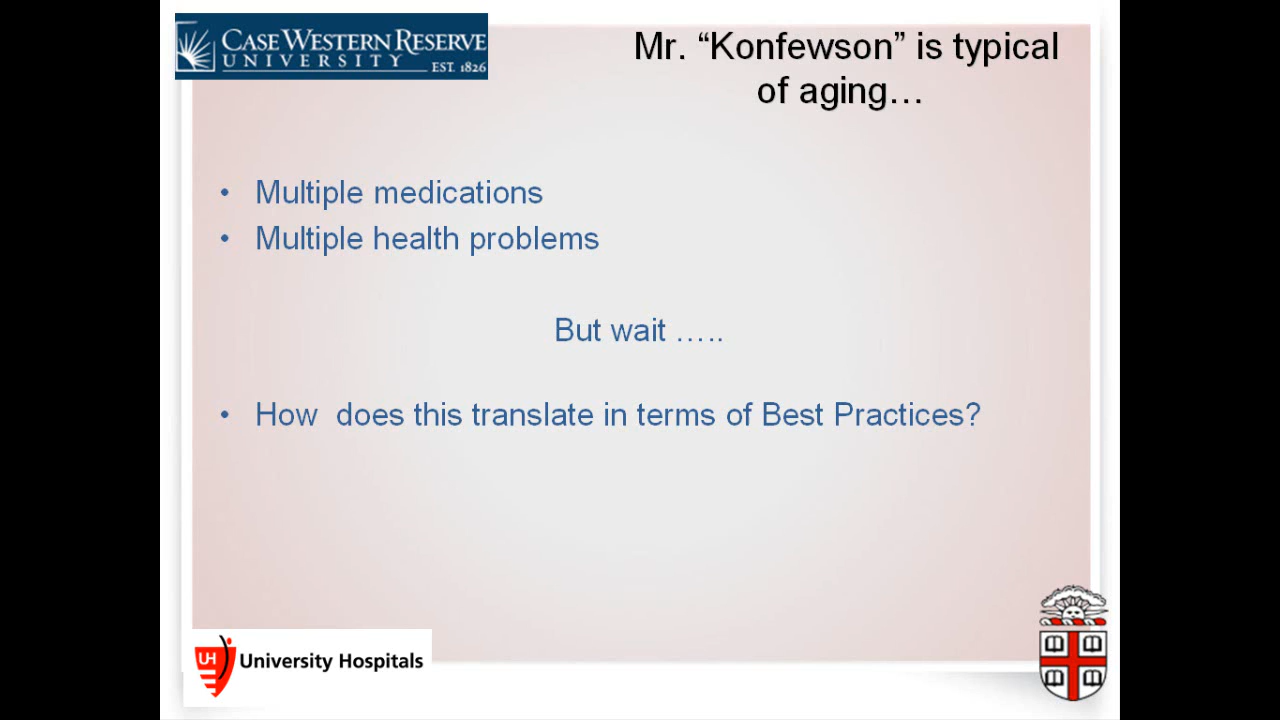 CASE WESTERN RESERVE
UNIVERSITY
EST. 1826
Mr. “Konfewson” is typical
of aging…
• Multiple medications
• Multiple health problems
But wait …..
• How  does this translate in terms of Best Practices?
UH
University Hospitals